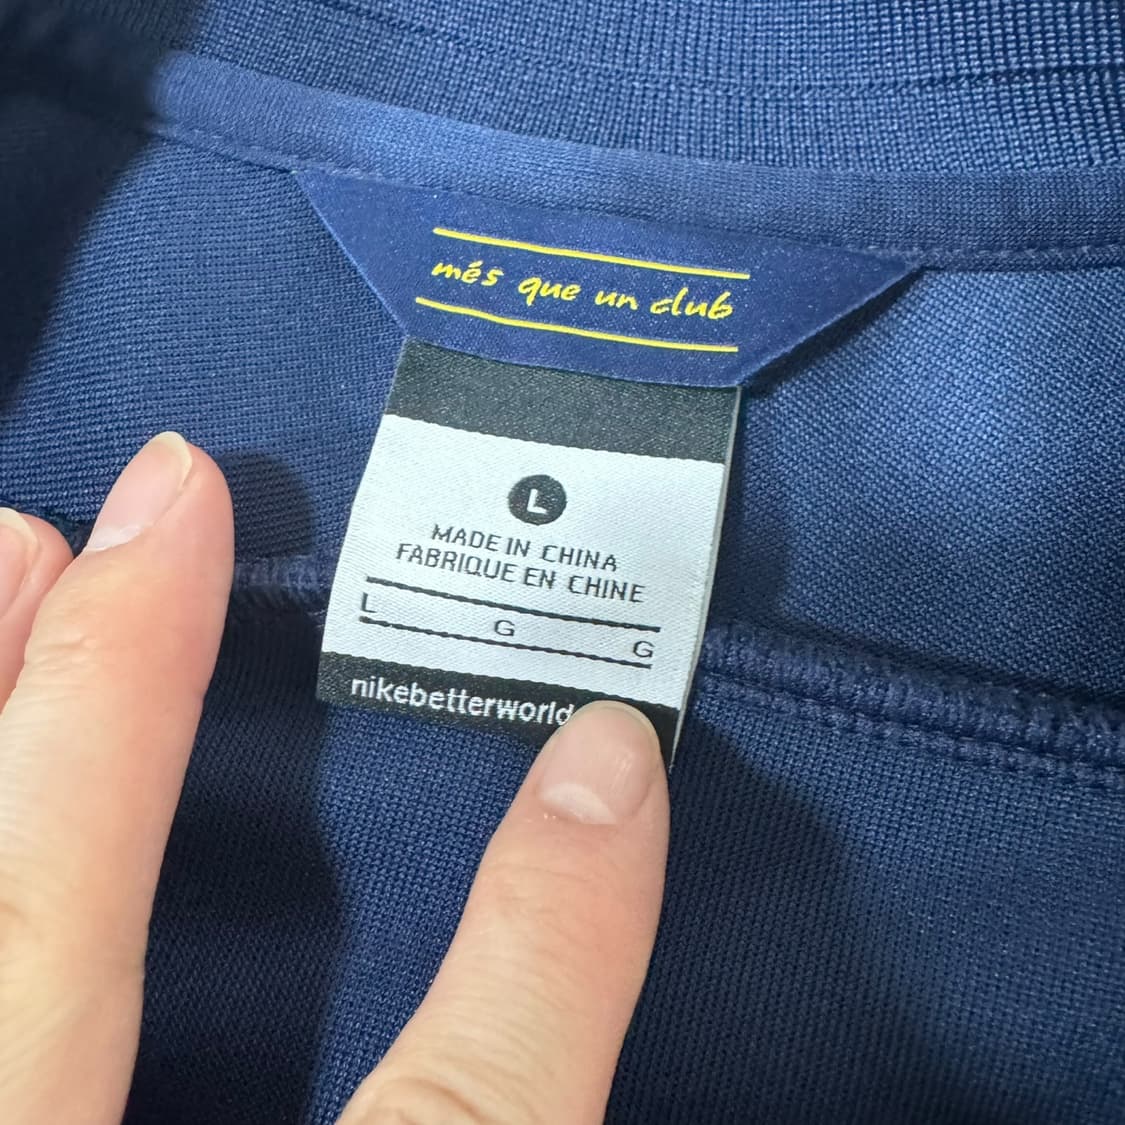 més que un club
L
MADE IN CHINA
FABRIQUE EN CHINE
L G G
nikebetterworld